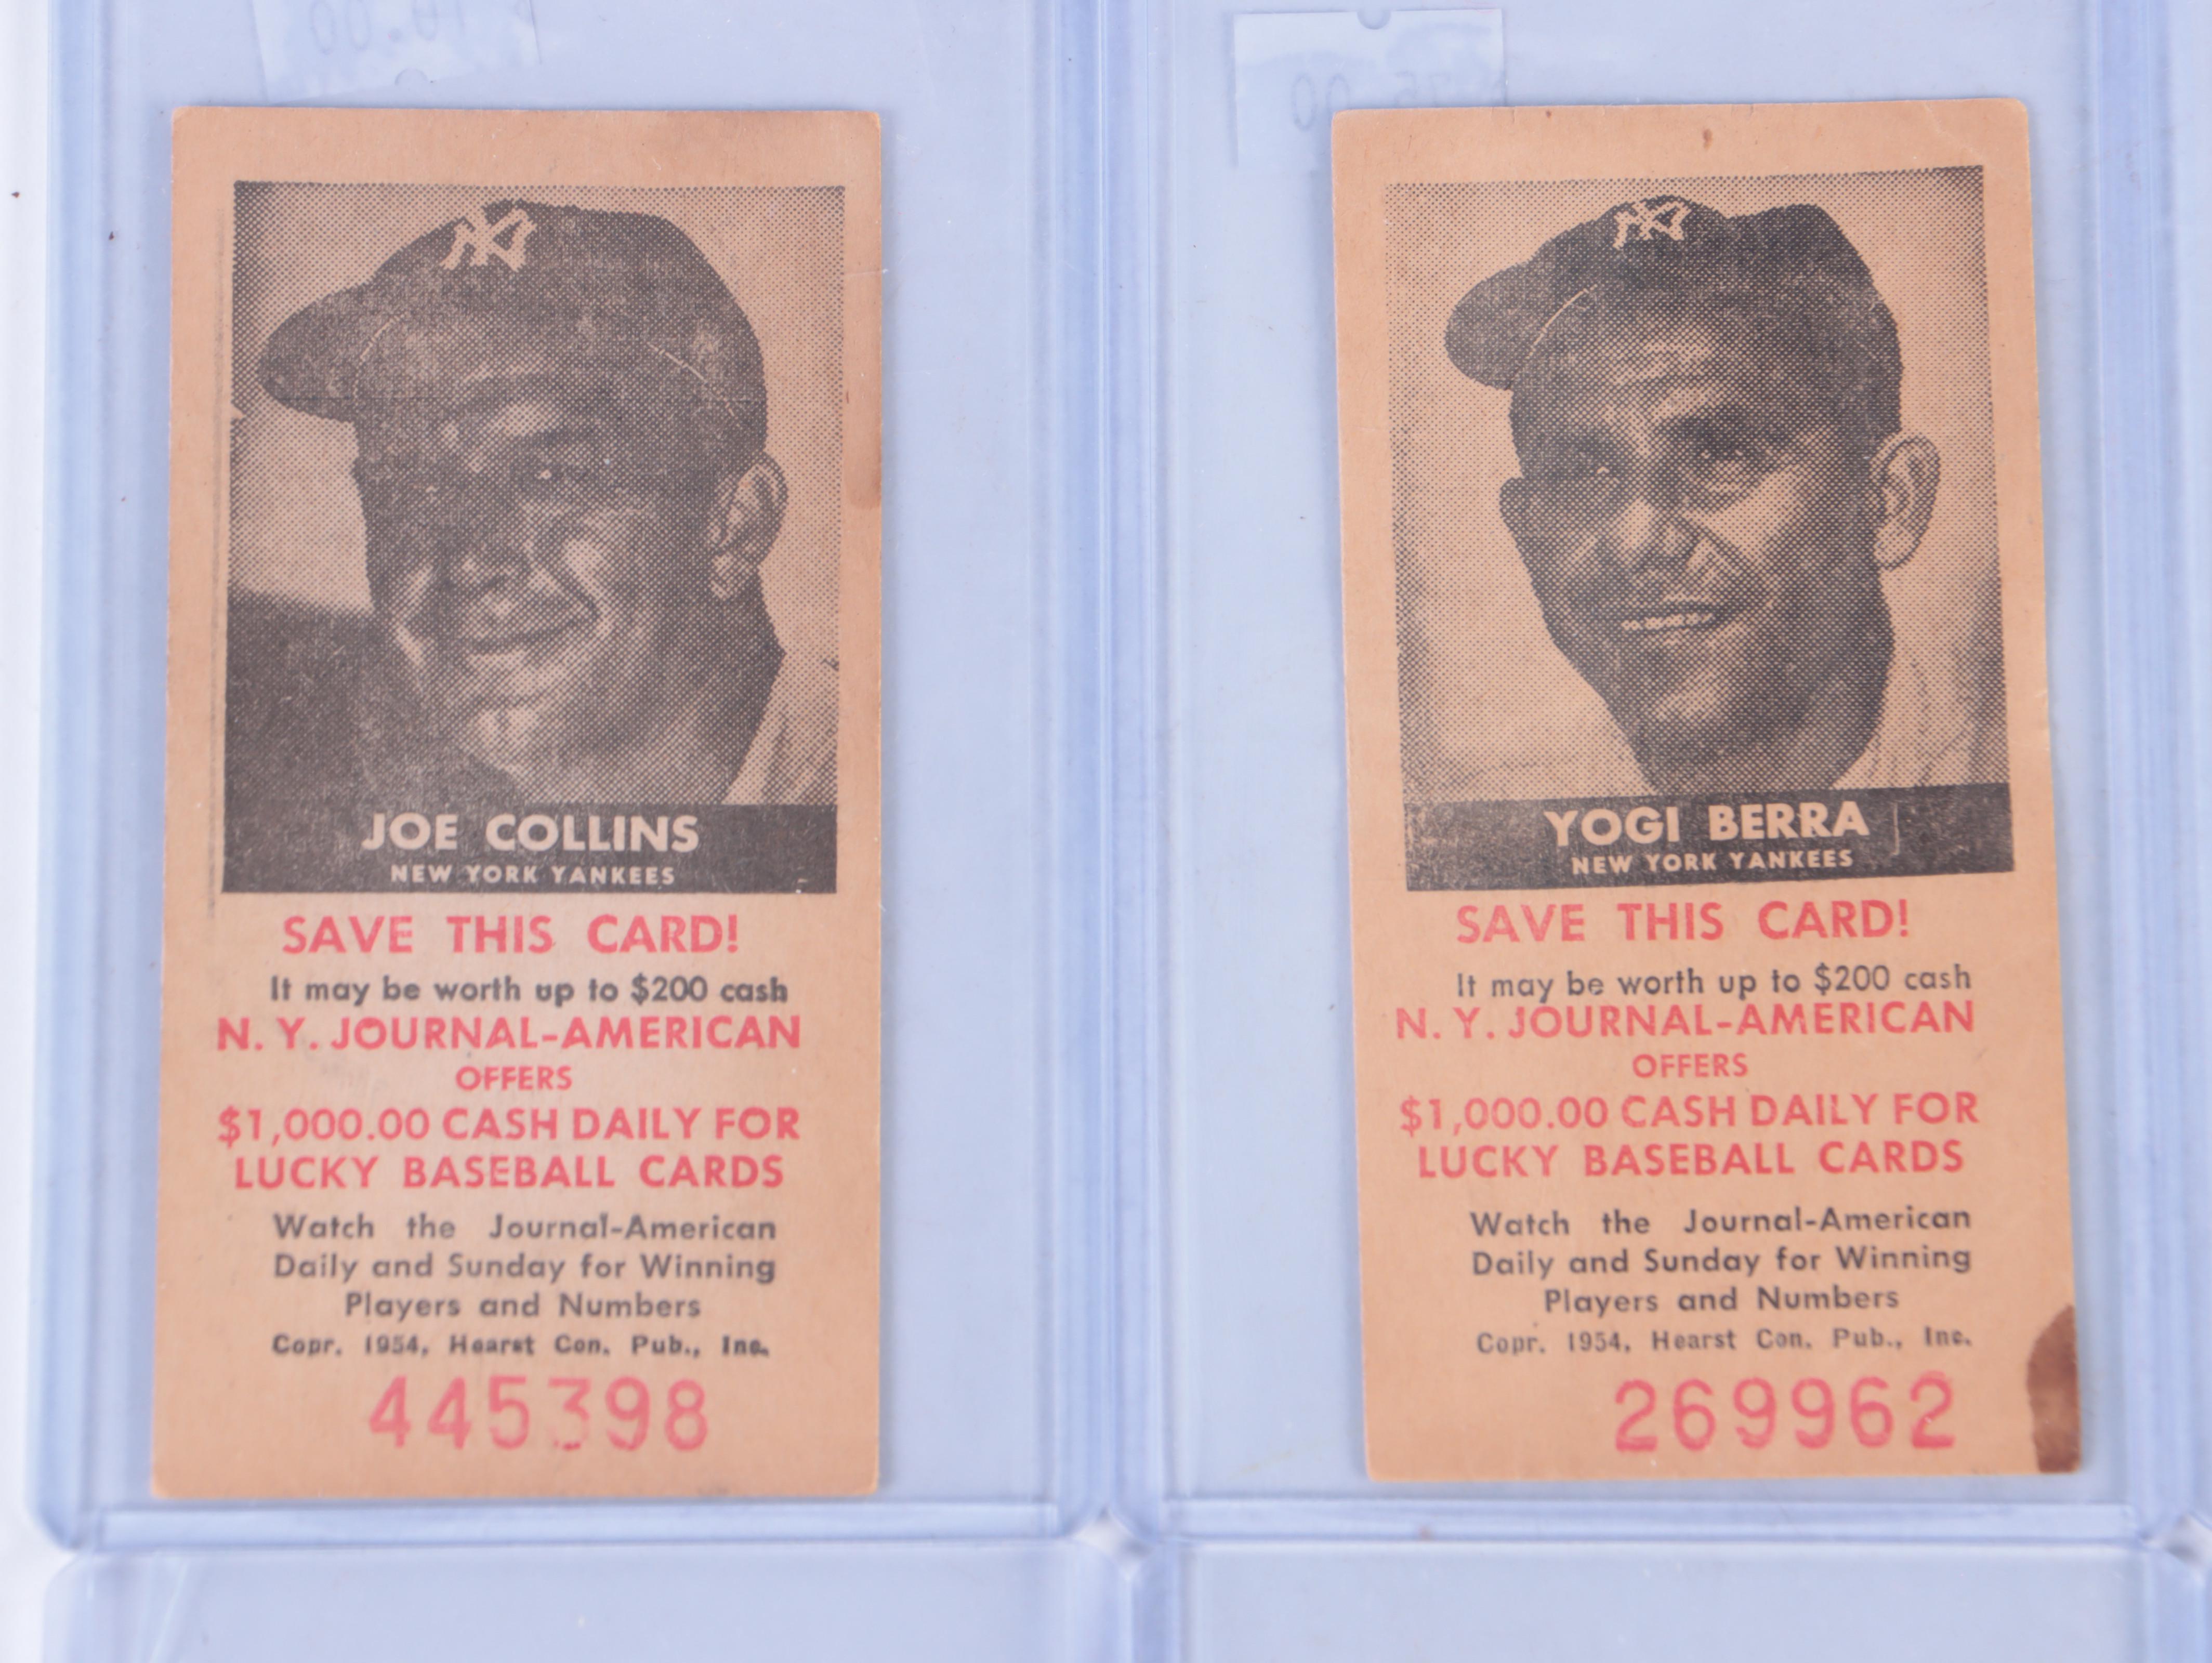 JOE COLLINS
NEW YORK YANKEES
SAVE THIS CARD!
It may be worth up to $200 cash
N. Y. JOURNAL-AMERICAN
OFFERS
$1,000.00 CASH DAILY FOR
LUCKY BASEBALL CARDS
Watch the Journal-American
Daily and Sunday for Winning
Players and Numbers
Copr. 1954, Hearst Con. Pub., Inc.
445398
YOGI BERRA
NEW YORK YANKEES
SAVE THIS CARD!
It may be worth up to $200 cash
N. Y. JOURNAL-AMERICAN
OFFERS
$1,000.00 CASH DAILY FOR
LUCKY BASEBALL CARDS
Watch the Journal-American
Daily and Sunday for Winning
Players and Numbers
Copr. 1954, Hearst Con. Pub., Inc.
269962